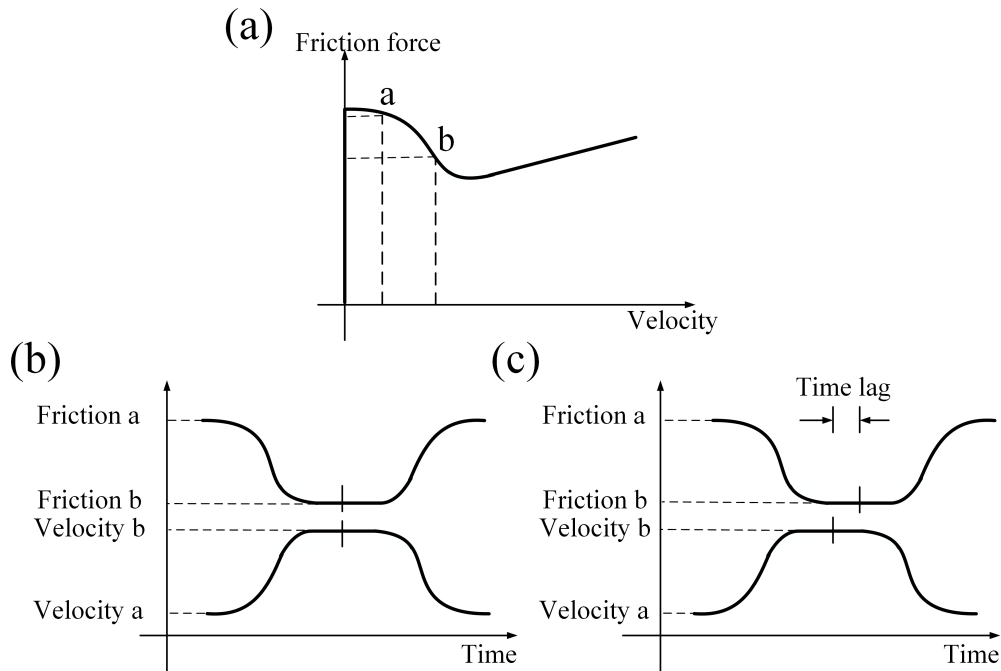 (a)
Friction force
a
b
Velocity
(b)
(c)
Time lag
Friction a
Friction b
Velocity b
Velocity a
Time
Friction a
Friction b
Velocity b
Velocity a
Time